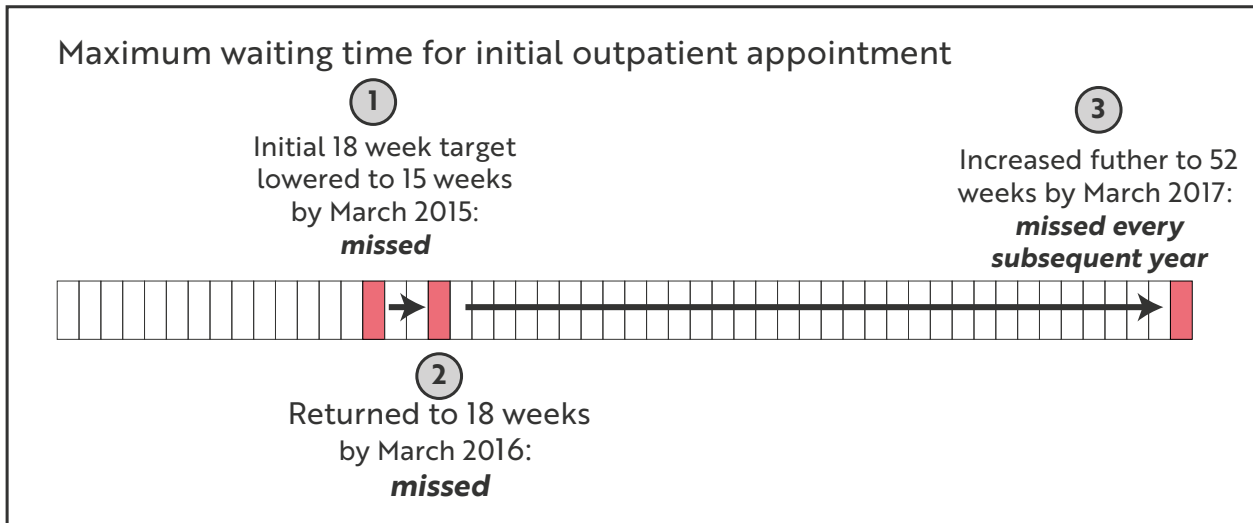 Maximum waiting time for initial outpatient appointment
1
Initial 18 week target
lowered to 15 weeks
by March 2015:
missed
3
Increased futher to 52
weeks by March 2017:
missed every
subsequent year
2
Returned to 18 weeks
by March 2016:
missed